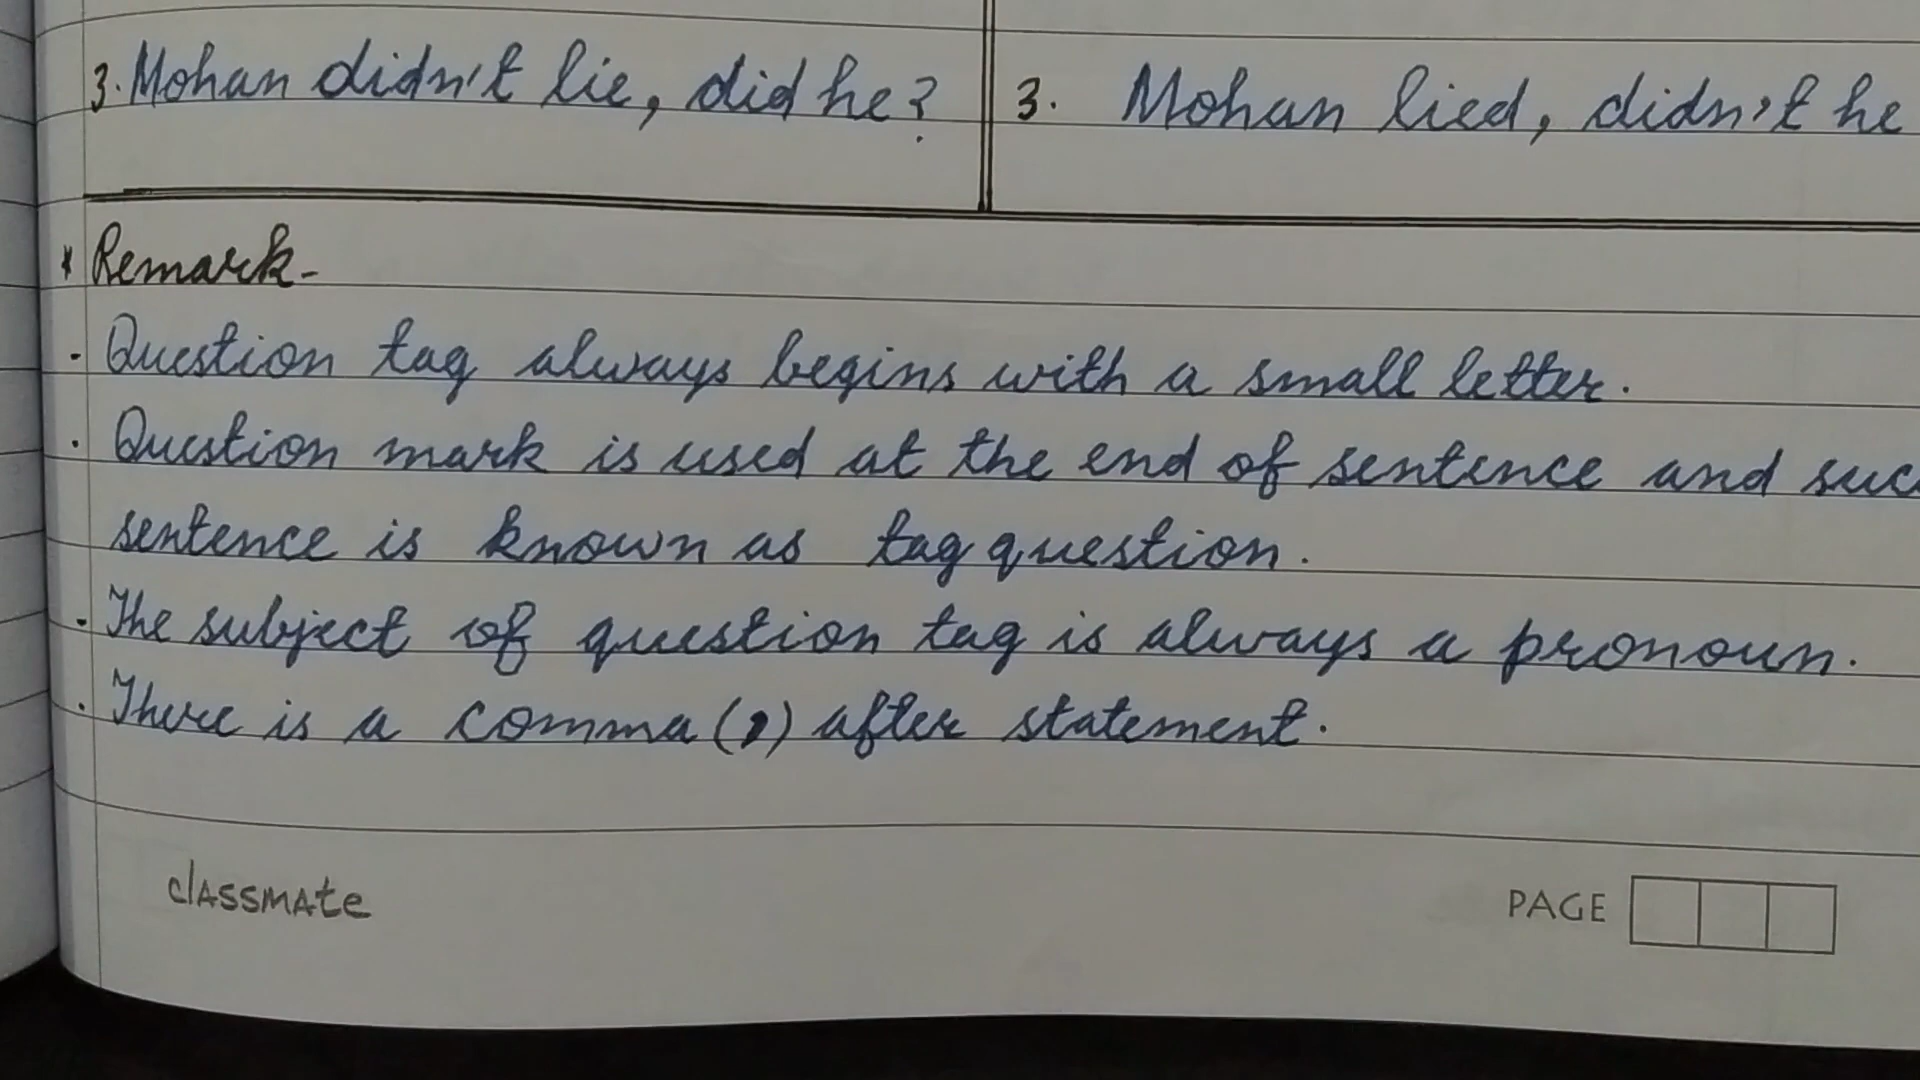 3. Mohan didn't lie, did he?
3. Mohan lied, didn't he
* Remark-
- Question tag always begins with a small letter.
. Question mark is used at the end of sentence and suc
sentence is known as tag question.
- The subject of question tag is always a pronoun.
. There is a comma (,) after statement.
classmate
PAGE